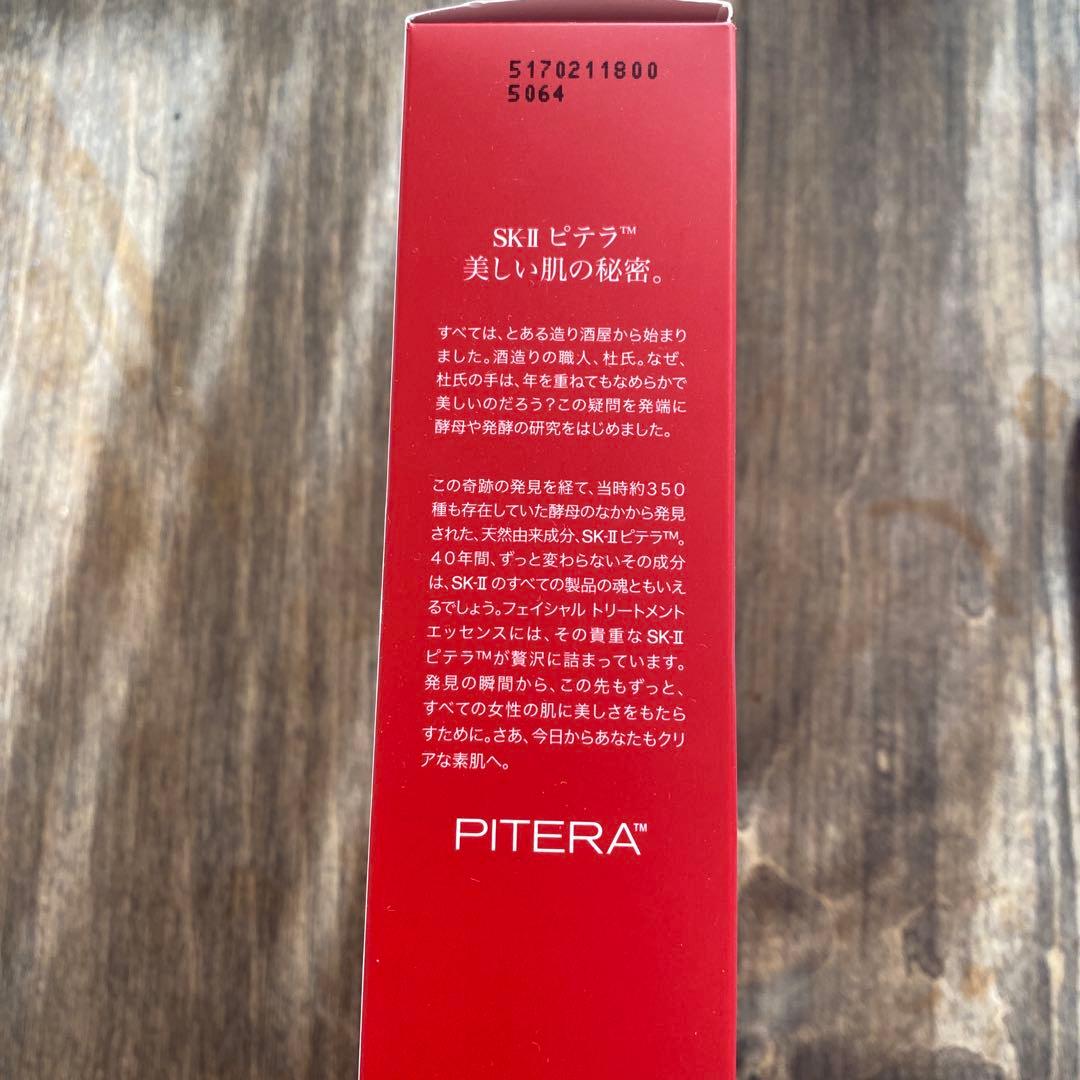 5170211800
5064
SK-II ピテラ™
美しい肌の秘密。
すべては、とある造り酒屋から始まり
ました。酒造りの職人、杜氏。なぜ、
杜氏の手は、年を重ねてもなめらかで
美しいのだろう？この疑問を発端に
酵母や発酵の研究をはじめました。
この奇跡の発見を経て、当時約350
種も存在していた酵母のなかから発見
された、天然由来成分、SK-IIピテラ™。
40年間、ずっと変わらないその成分
は、SK-II のすべての製品の魂ともいえ
るでしょう。フェイシャル トリートメント
エッセンスには、その貴重な SK-II
ピテラ™が贅沢に詰まっています。
発見の瞬間から、この先もずっと、
すべての女性の肌に美しさをもたら
すために。さあ、今日からあなたもクリ
アな素肌へ。
PITERA™